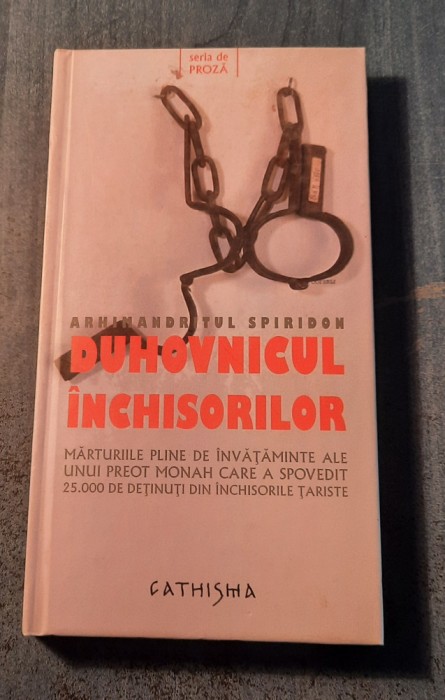 seria de
PROZĂ
ARHIMANDRITUL SPIRIDON
DUHOVNICUL
ÎNCHISORILOR
MĂRTURIILE PLINE DE ÎNVĂȚĂMINTE ALE
UNUI PREOT MONAH CARE A SPOVEDIT
25.000 DE DEȚINUȚI DIN ÎNCHISORILE ȚARISTE
CATHISMA